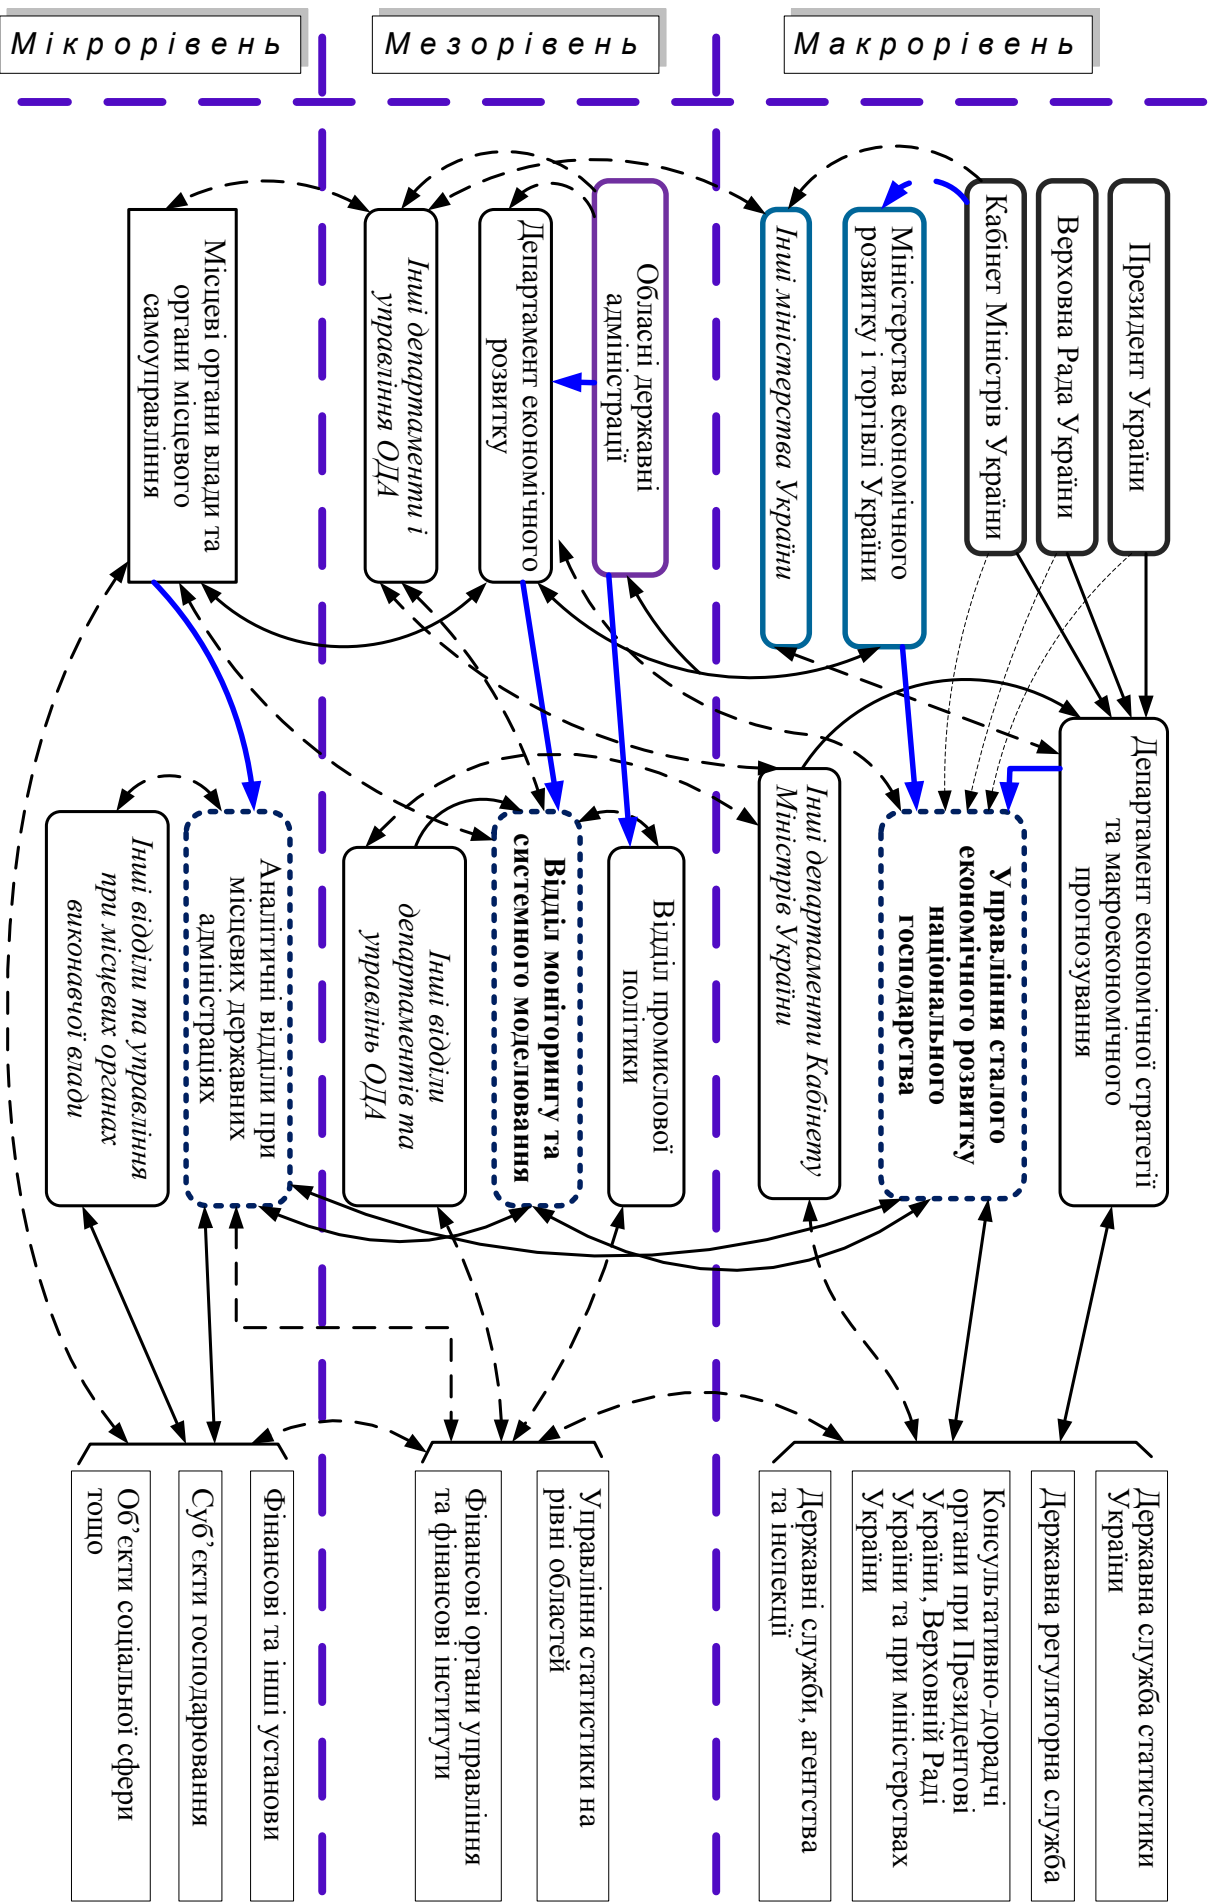 Мікрорівень
Мезорівень
Макрорівень
Президент України
Верховна Рада України
Кабінет Міністрів України
Міністерства економічного
розвитку і торгівлі України
Інші міністерства України
Департамент економічної стратегії
та макроекономічного
прогнозування
Управління сталого
економічного розвитку
національного
господарства
Інші департаменти Кабінету
Міністрів України
Державна служба статистики
України
Державна регуляторна служба
Консультативно-дорадчі
органи при Президентові
України, Верховній Раді
України та при міністерствах
України
Державні служби, агентства
та інспекції
Обласні державні
адміністрації
Департамент економічного
розвитку
Інші департаменти і
управління ОДА
Відділ промислової
політики
Відділ моніторингу та
системного моделювання
Інші відділи
департаментів та
управлінь ОДА
Управління статистики на
рівні областей
Фінансові органи управління
та фінансові інститути
Місцеві органи влади та
органи місцевого
самоуправління
Аналітичні відділи при
місцевих державних
адміністраціях
Інші відділи та управління
при місцевих органах
виконавчої влади
Фінансові та інші установи
Суб’єкти господарювання
Об’єкти соціальної сфери
тощо